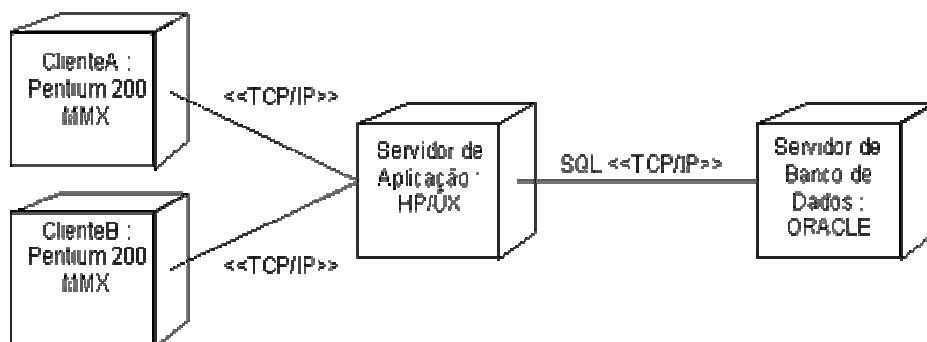 ClienteA :
Pentium 200
MMX
<<TCP/IP>>
Servidor de
Aplicação :
HP/UX
SQL <<TCP/IP>>
Servidor de
Banco de
Dados :
ORACLE
ClienteB :
Pentium 200
MMX
<<TCP/IP>>